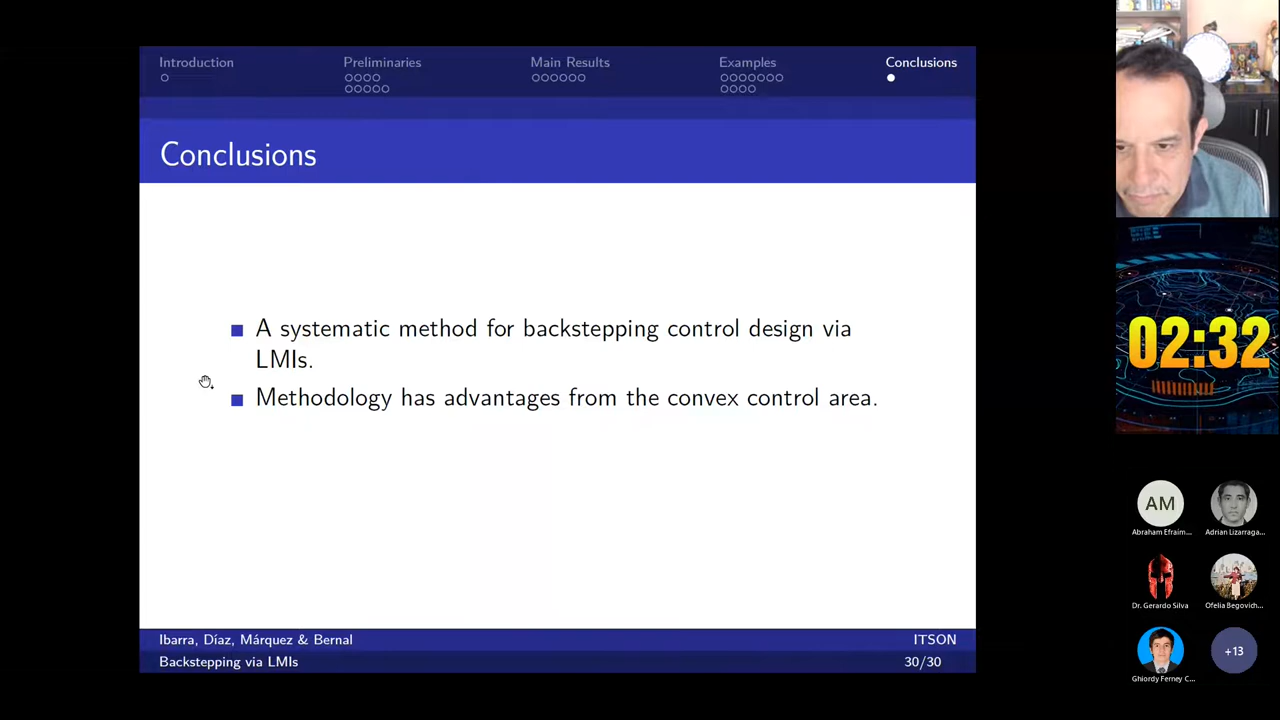 Introduction
Preliminaries
Main Results
Examples
Conclusions
Conclusions
A systematic method for backstepping control design via
LMIs.
Methodology has advantages from the convex control area.
Ibarra, Díaz, Márquez & Bernal
ITSON
Backstepping via LMIs
30/30
02:32
AM
Abraham Efraim...
Adrian Lizarraga...
Dr. Gerardo Silva
Ofelia Begovich...
Ghiordy Ferney C...
+13